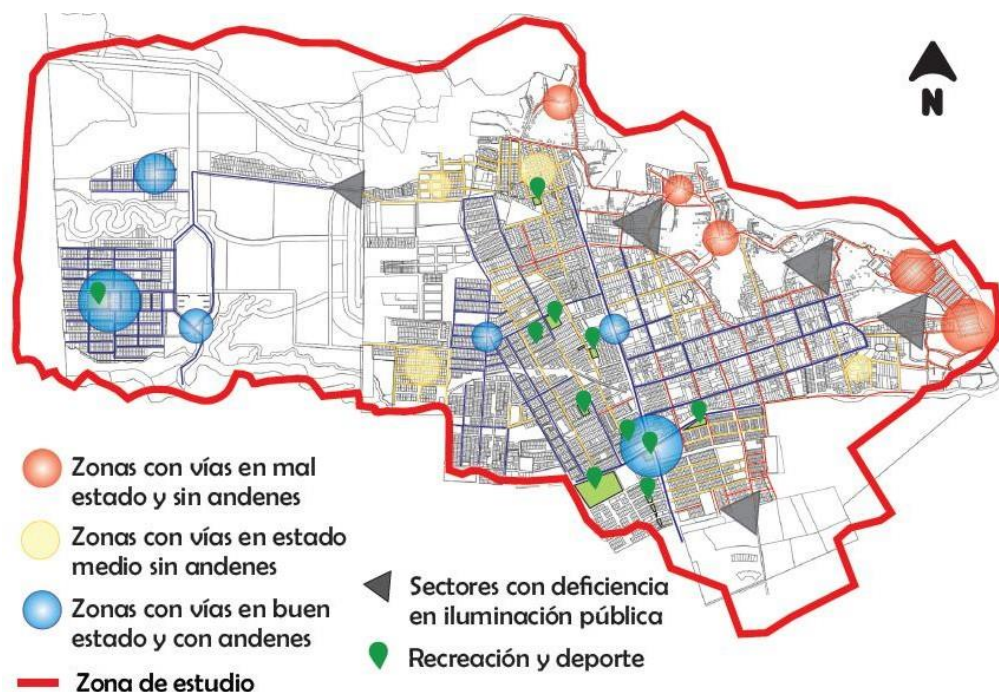 N
Zonas con vías en mal
estado y sin andenes
Zonas con vías en estado
medio sin andenes
Zonas con vías en buen
estado y con andenes
Zona de estudio
Sectores con deficiencia
en iluminación pública
Recreación y deporte